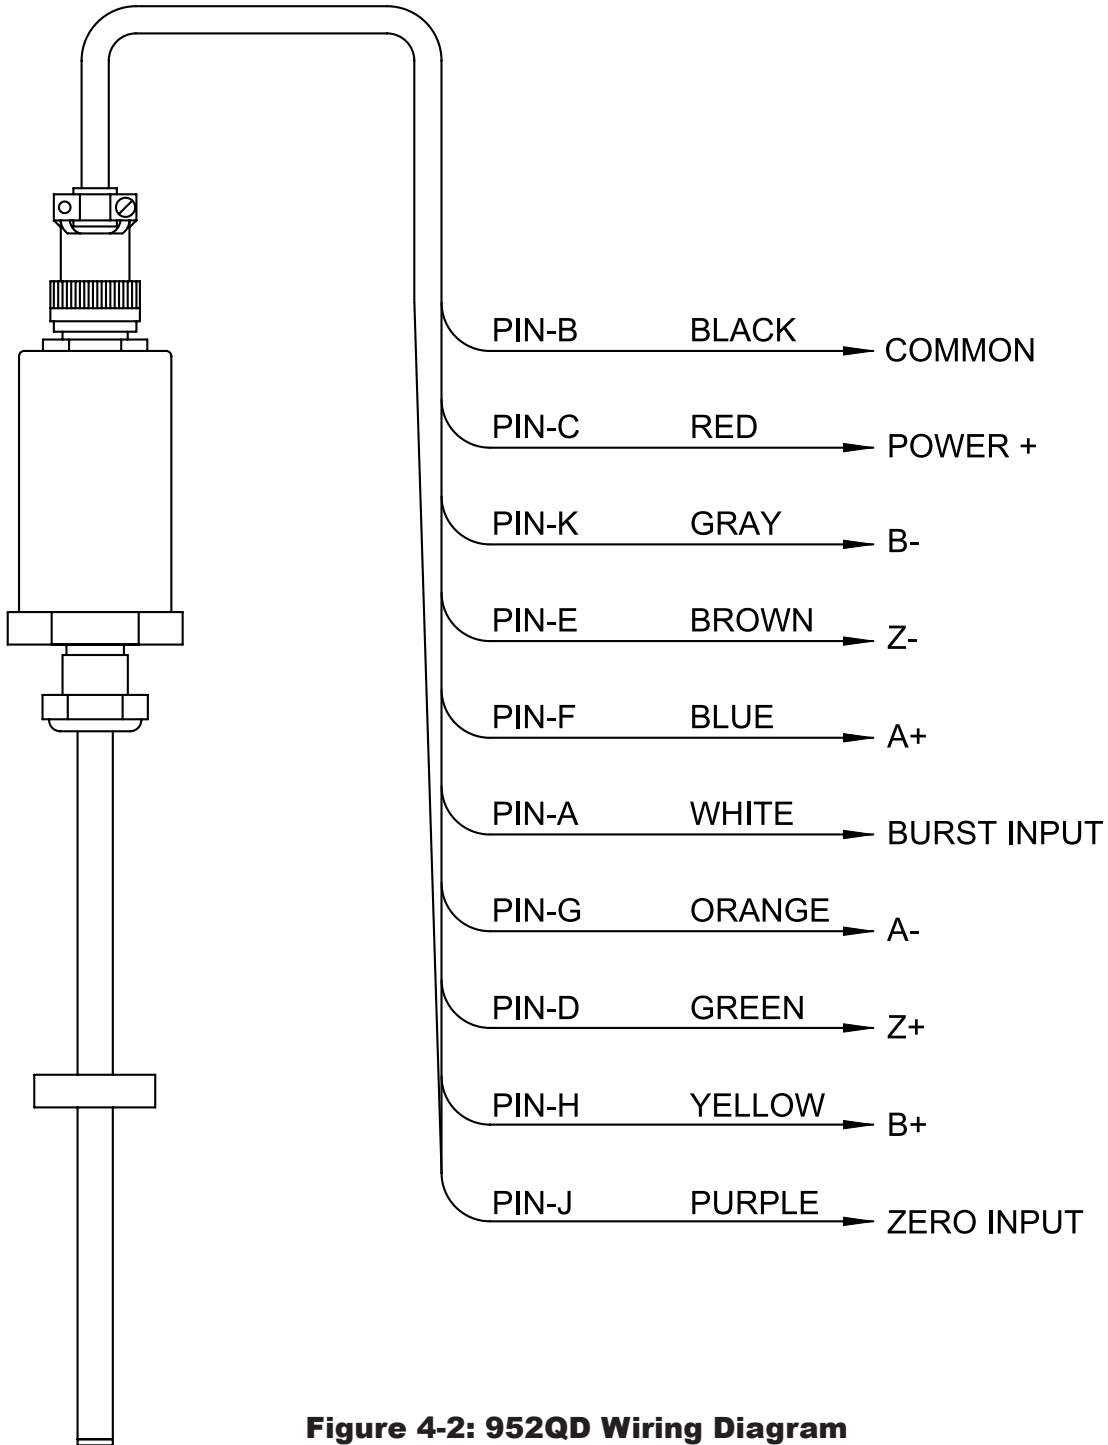 PIN-B BLACK COMMON
PIN-C RED POWER +
PIN-K GRAY B-
PIN-E BROWN Z-
PIN-F BLUE A+
PIN-A WHITE BURST INPUT
PIN-G ORANGE A-
PIN-D GREEN Z+
PIN-H YELLOW B+
PIN-J PURPLE ZERO INPUT
Figure 4-2: 952QD Wiring Diagram